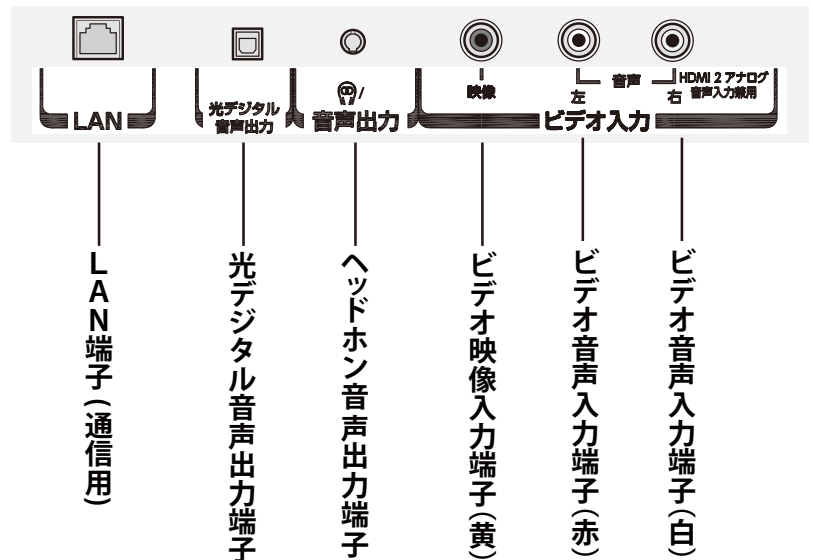 映像
左
音声
右
HDMI 2 アナログ
音声入力兼用
LAN
光デジタル
音声出力
/
音声出力
ビデオ入力
LAN端子(通信用)
光デジタル音声出力端子
ヘッドホン音声出力端子
ビデオ映像入力端子(黄)
ビデオ音声入力端子(赤)
ビデオ音声入力端子(白)